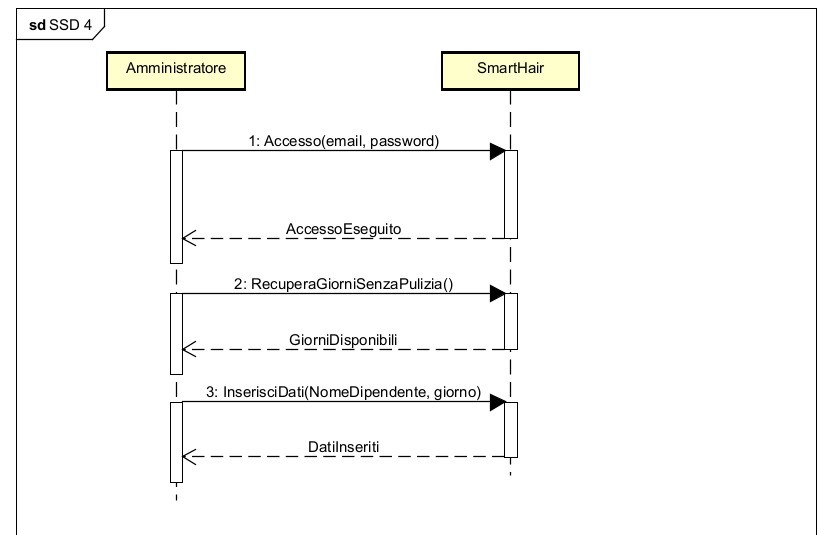 sd SSD 4
Amministratore
SmartHair
1: Accesso(email, password)
AccessoEseguito
2: RecuperaGiorniSenzaPulizia()
GiorniDisponibili
3: InserisciDati(NomeDipendente, giorno)
DatiInseriti